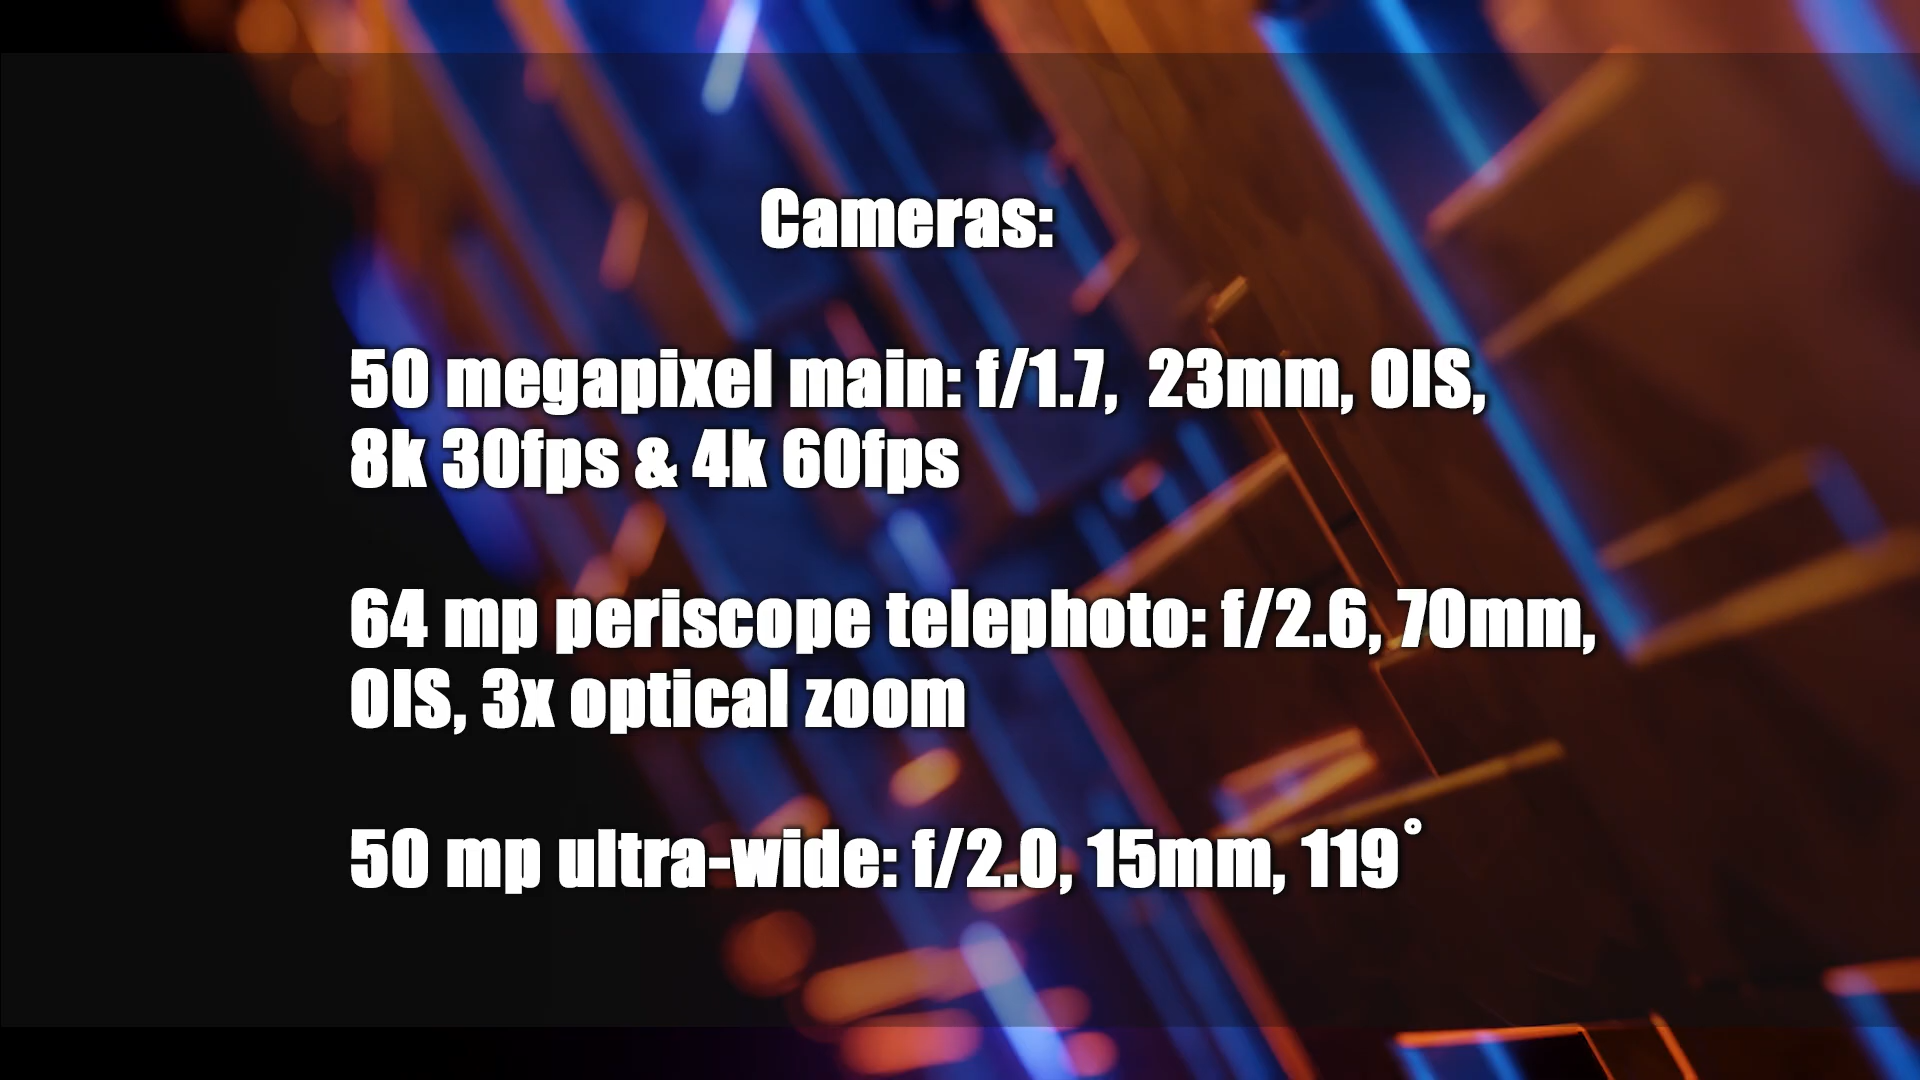 Cameras:
50 megapixel main: f/1.7,  23mm, OIS,
8k 30fps & 4k 60fps
64 mp periscope telephoto: f/2.6, 70mm,
OIS, 3x optical zoom
50 mp ultra-wide: f/2.0, 15mm, 119˚